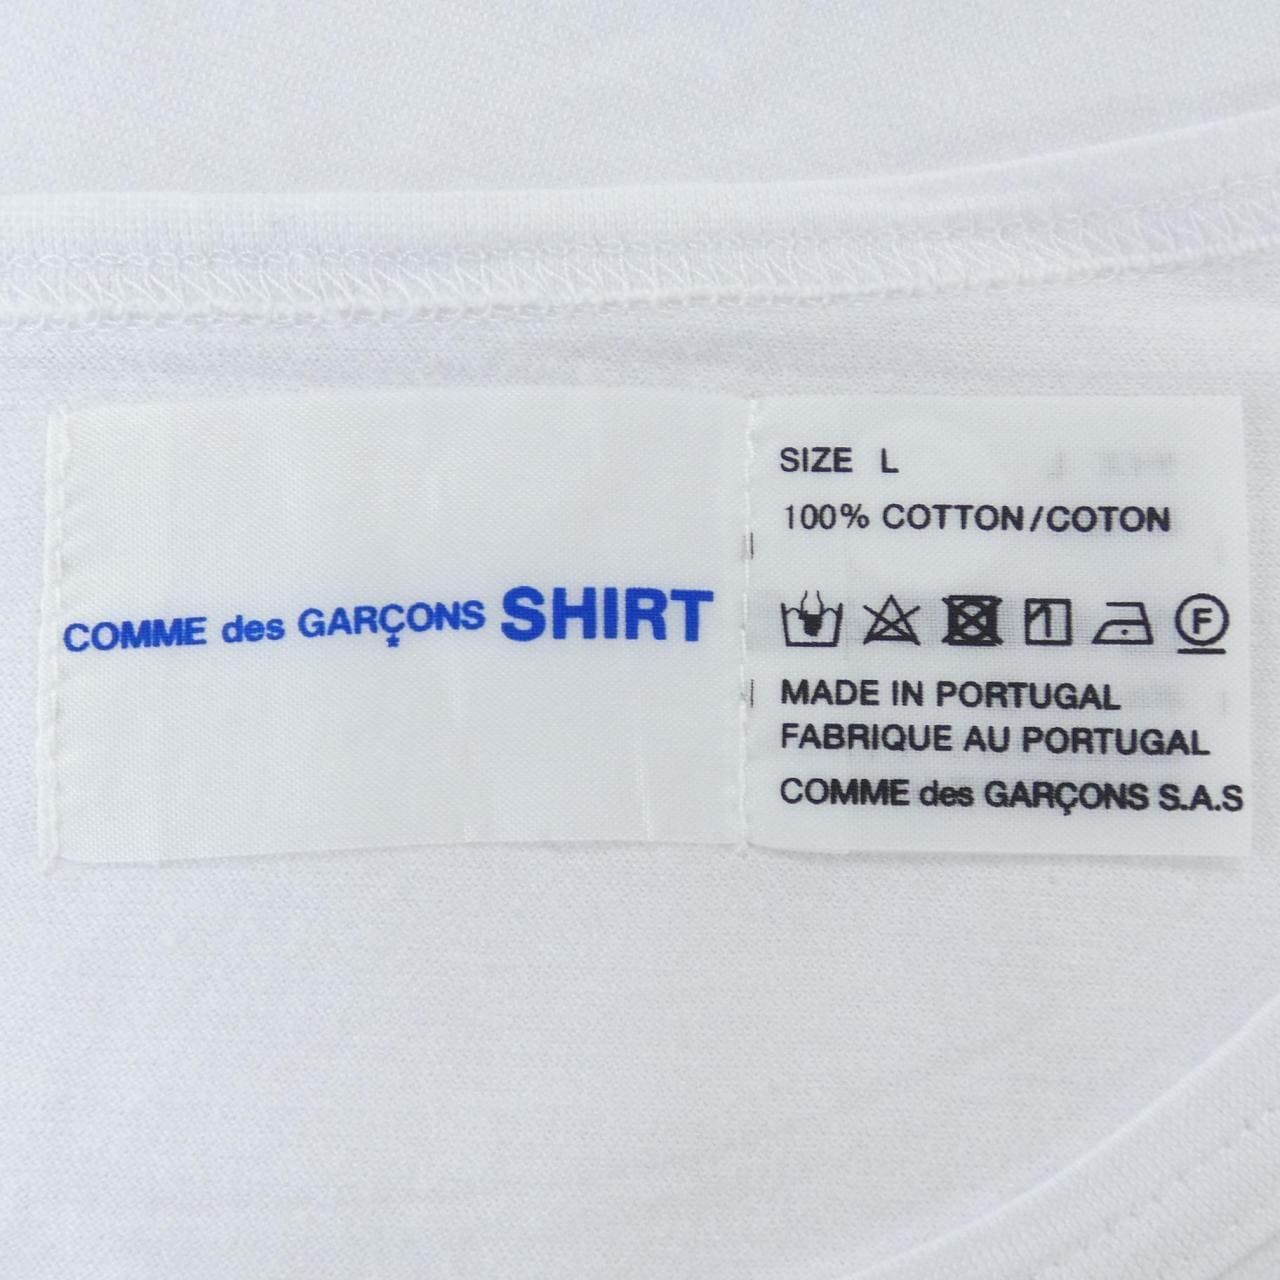 COMME des GARÇONS SHIRT
SIZE L
100% COTTON/COTON
F
MADE IN PORTUGAL
FABRIQUE AU PORTUGAL
COMME des GARÇONS S.A.S